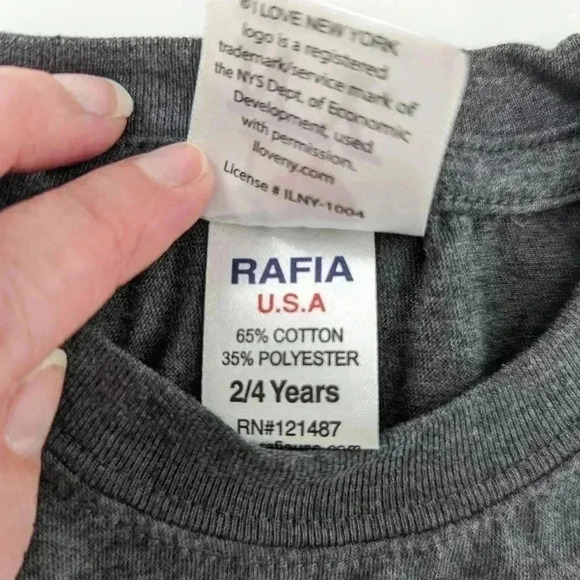 ©I LOVE NEW YORK
logo is a registered
trademark/service mark of
the NYS Dept. of Economic
Development, used
with permission.
iloveny.com
License # ILNY-1004
RAFIA
U.S.A
65% COTTON
35% POLYESTER
2/4 Years
RN#121487